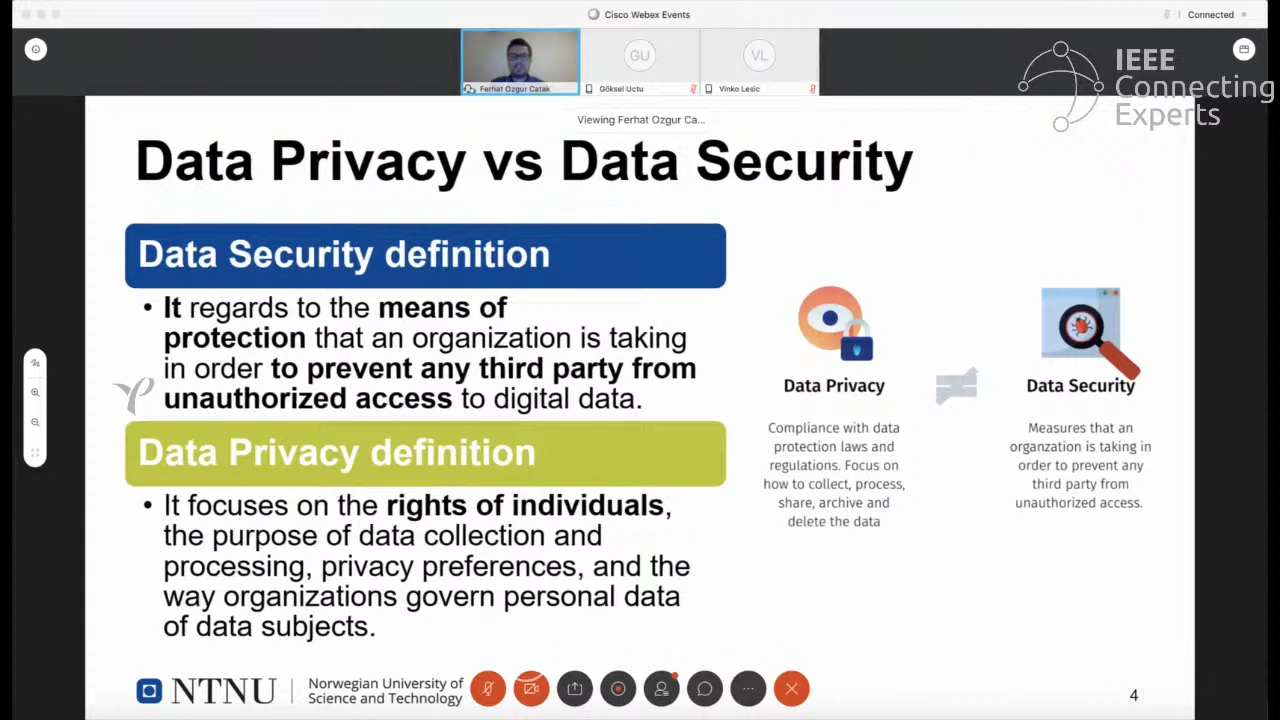 Cisco Webex Events
Connected
GU
VL
Ferhat Ozgur Catak
Göksel Uctu
Vinko Lesic
IEEE
Connecting
Experts
Viewing Ferhat Ozgur Ca...
Data Privacy vs Data Security
Data Security definition
• It regards to the means of
protection that an organization is taking
in order to prevent any third party from
unauthorized access to digital data.
Data Privacy definition
• It focuses on the rights of individuals,
the purpose of data collection and
processing, privacy preferences, and the
way organizations govern personal data
of data subjects.
Data Privacy
Compliance with data
protection laws and
regulations. Focus on
how to collect, process,
share, archive and
delete the data
Data Security
Measures that an
organzation is taking in
order to prevent any
third party from
unauthorized access.
NTNU
Norwegian University of
Science and Technology
4